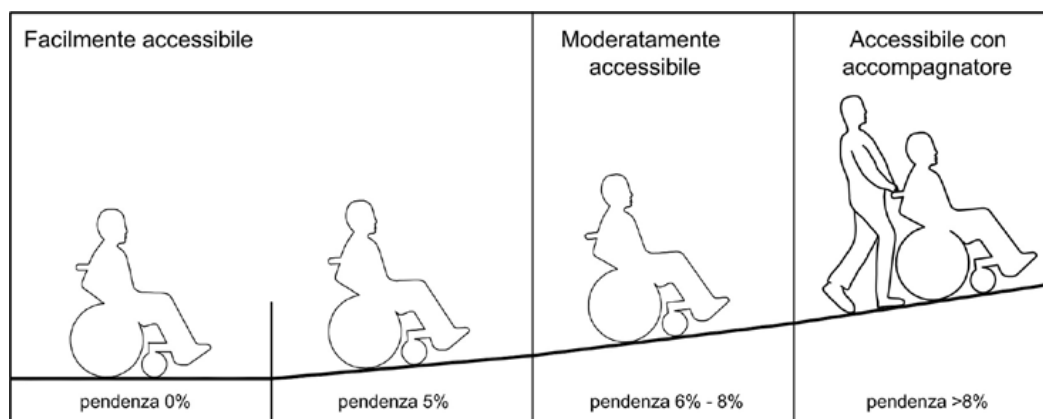 Facilmente accessibile
Moderatamente
accessibile
Accessibile con
accompagnatore
pendenza 0%
pendenza 5%
pendenza 6% - 8%
pendenza >8%